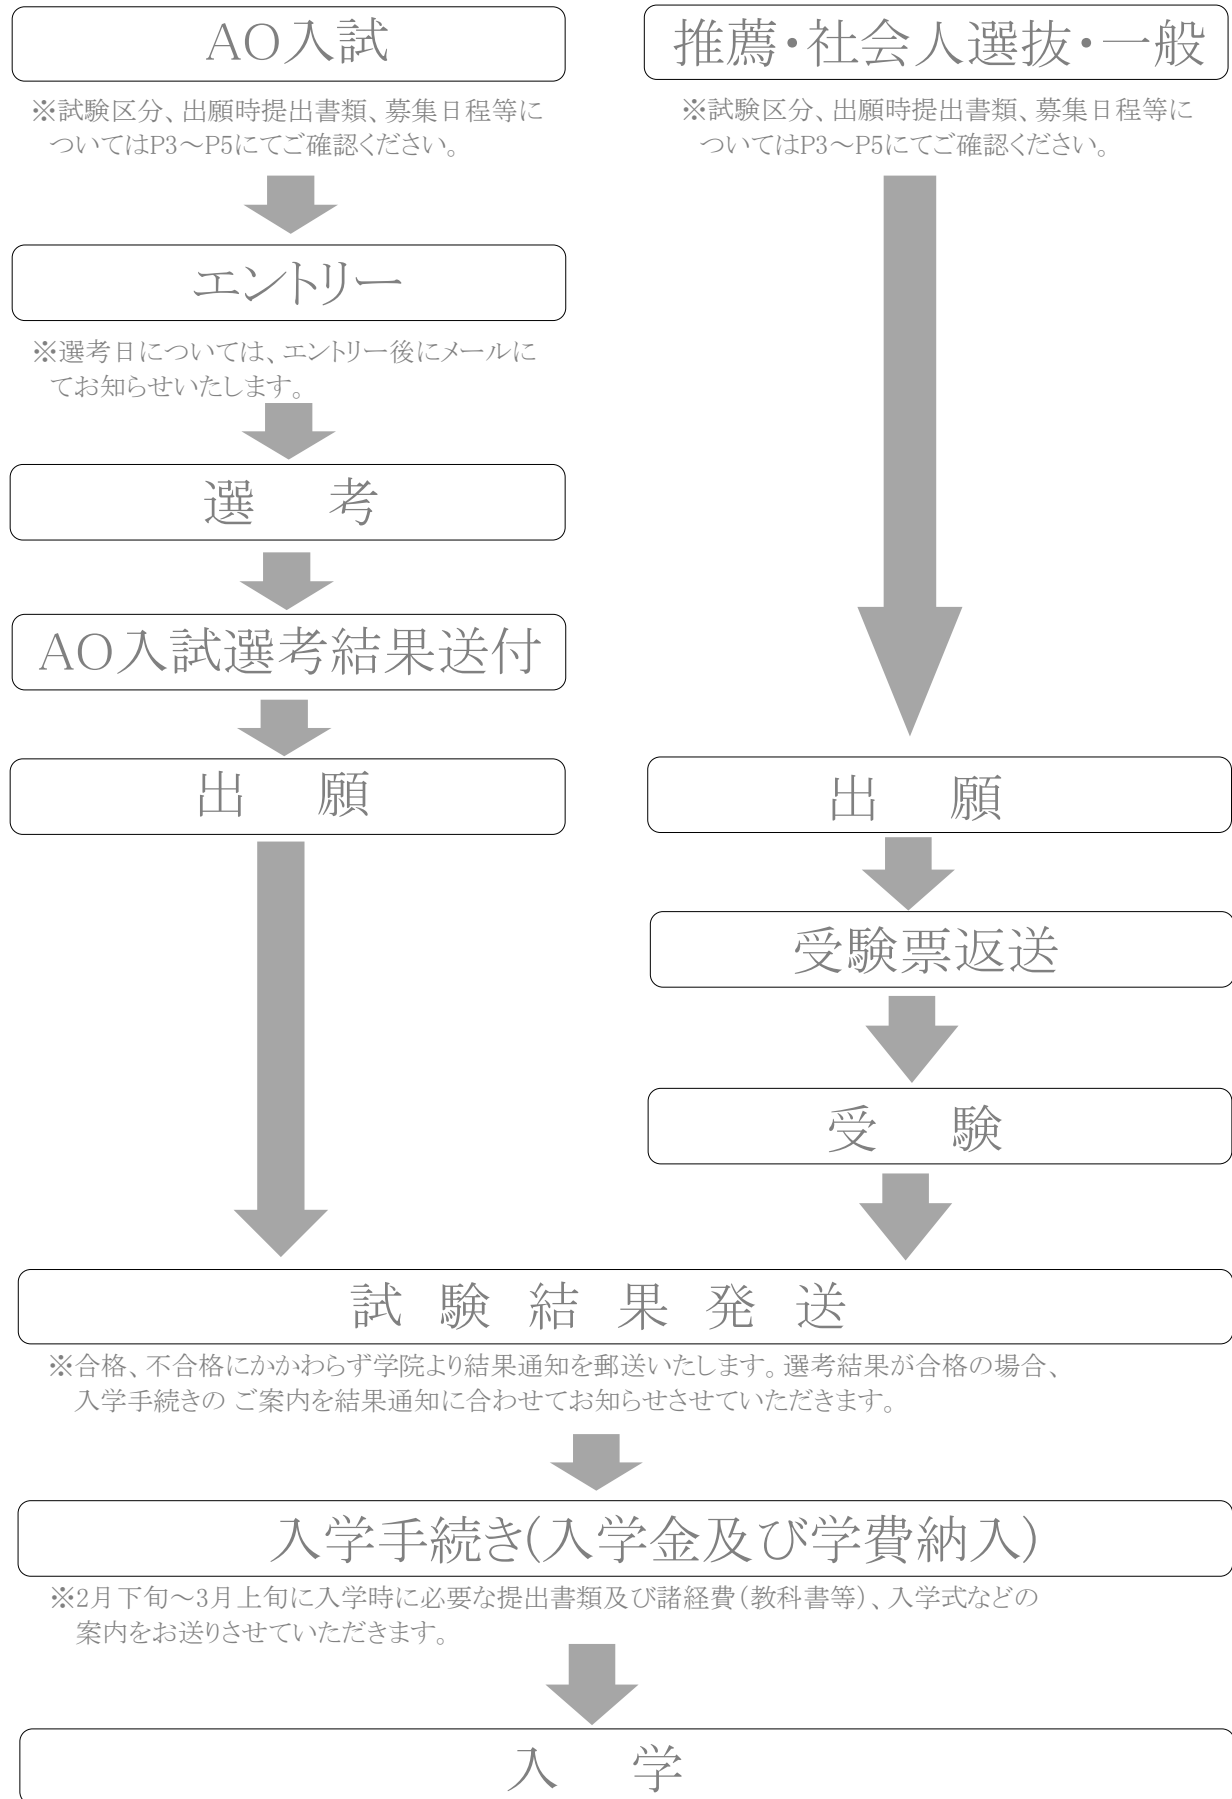 AO入試
※試験区分、出願時提出書類、募集日程等に
ついてはP3～P5にてご確認ください。
エントリー
※選考日については、エントリー後にメールに
てお知らせいたします。
選　考
AO入試選考結果送付
出　願
推薦・社会人選抜・一般
※試験区分、出願時提出書類、募集日程等に
ついてはP3～P5にてご確認ください。
出　願
受験票返送
受　験
試 験 結 果 発 送
※合格、不合格にかかわらず学院より結果通知を郵送いたします。選考結果が合格の場合、
入学手続きの ご案内を結果通知に合わせてお知らせさせていただきます。
入学手続き(入学金及び学費納入)
※2月下旬～3月上旬に入学時に必要な提出書類及び諸経費(教科書等)、入学式などの
案内をお送りさせていただきます。
入　学